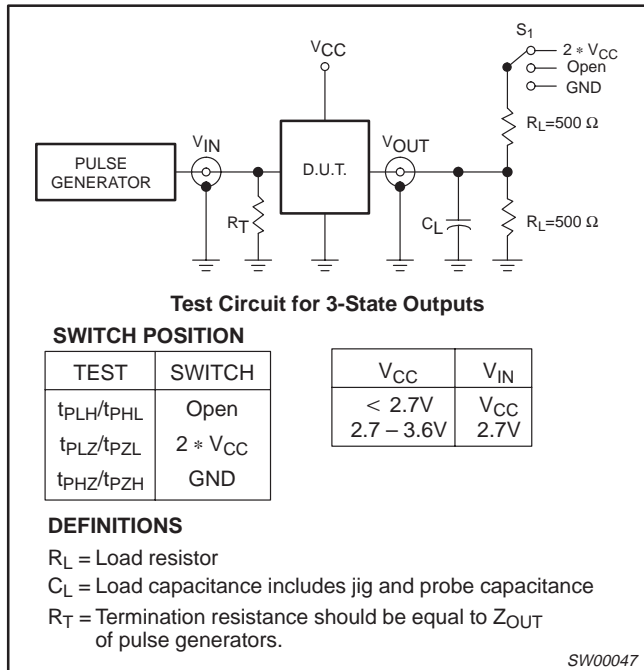 S1
2 * VCC
Open
GND
VCC
RL=500 Ω
VIN
VOUT
PULSE GENERATOR
D.U.T.
RT
CL
RL=500 Ω
Test Circuit for 3-State Outputs
SWITCH POSITION
TEST SWITCH
tPLH/tPHL Open
tPLZ/tPZL 2 * VCC
tPHZ/tPZH GND
VCC VIN
< 2.7V VCC
2.7 – 3.6V 2.7V
DEFINITIONS
RL = Load resistor
CL = Load capacitance includes jig and probe capacitance
RT = Termination resistance should be equal to ZOUT
of pulse generators.
SW00047